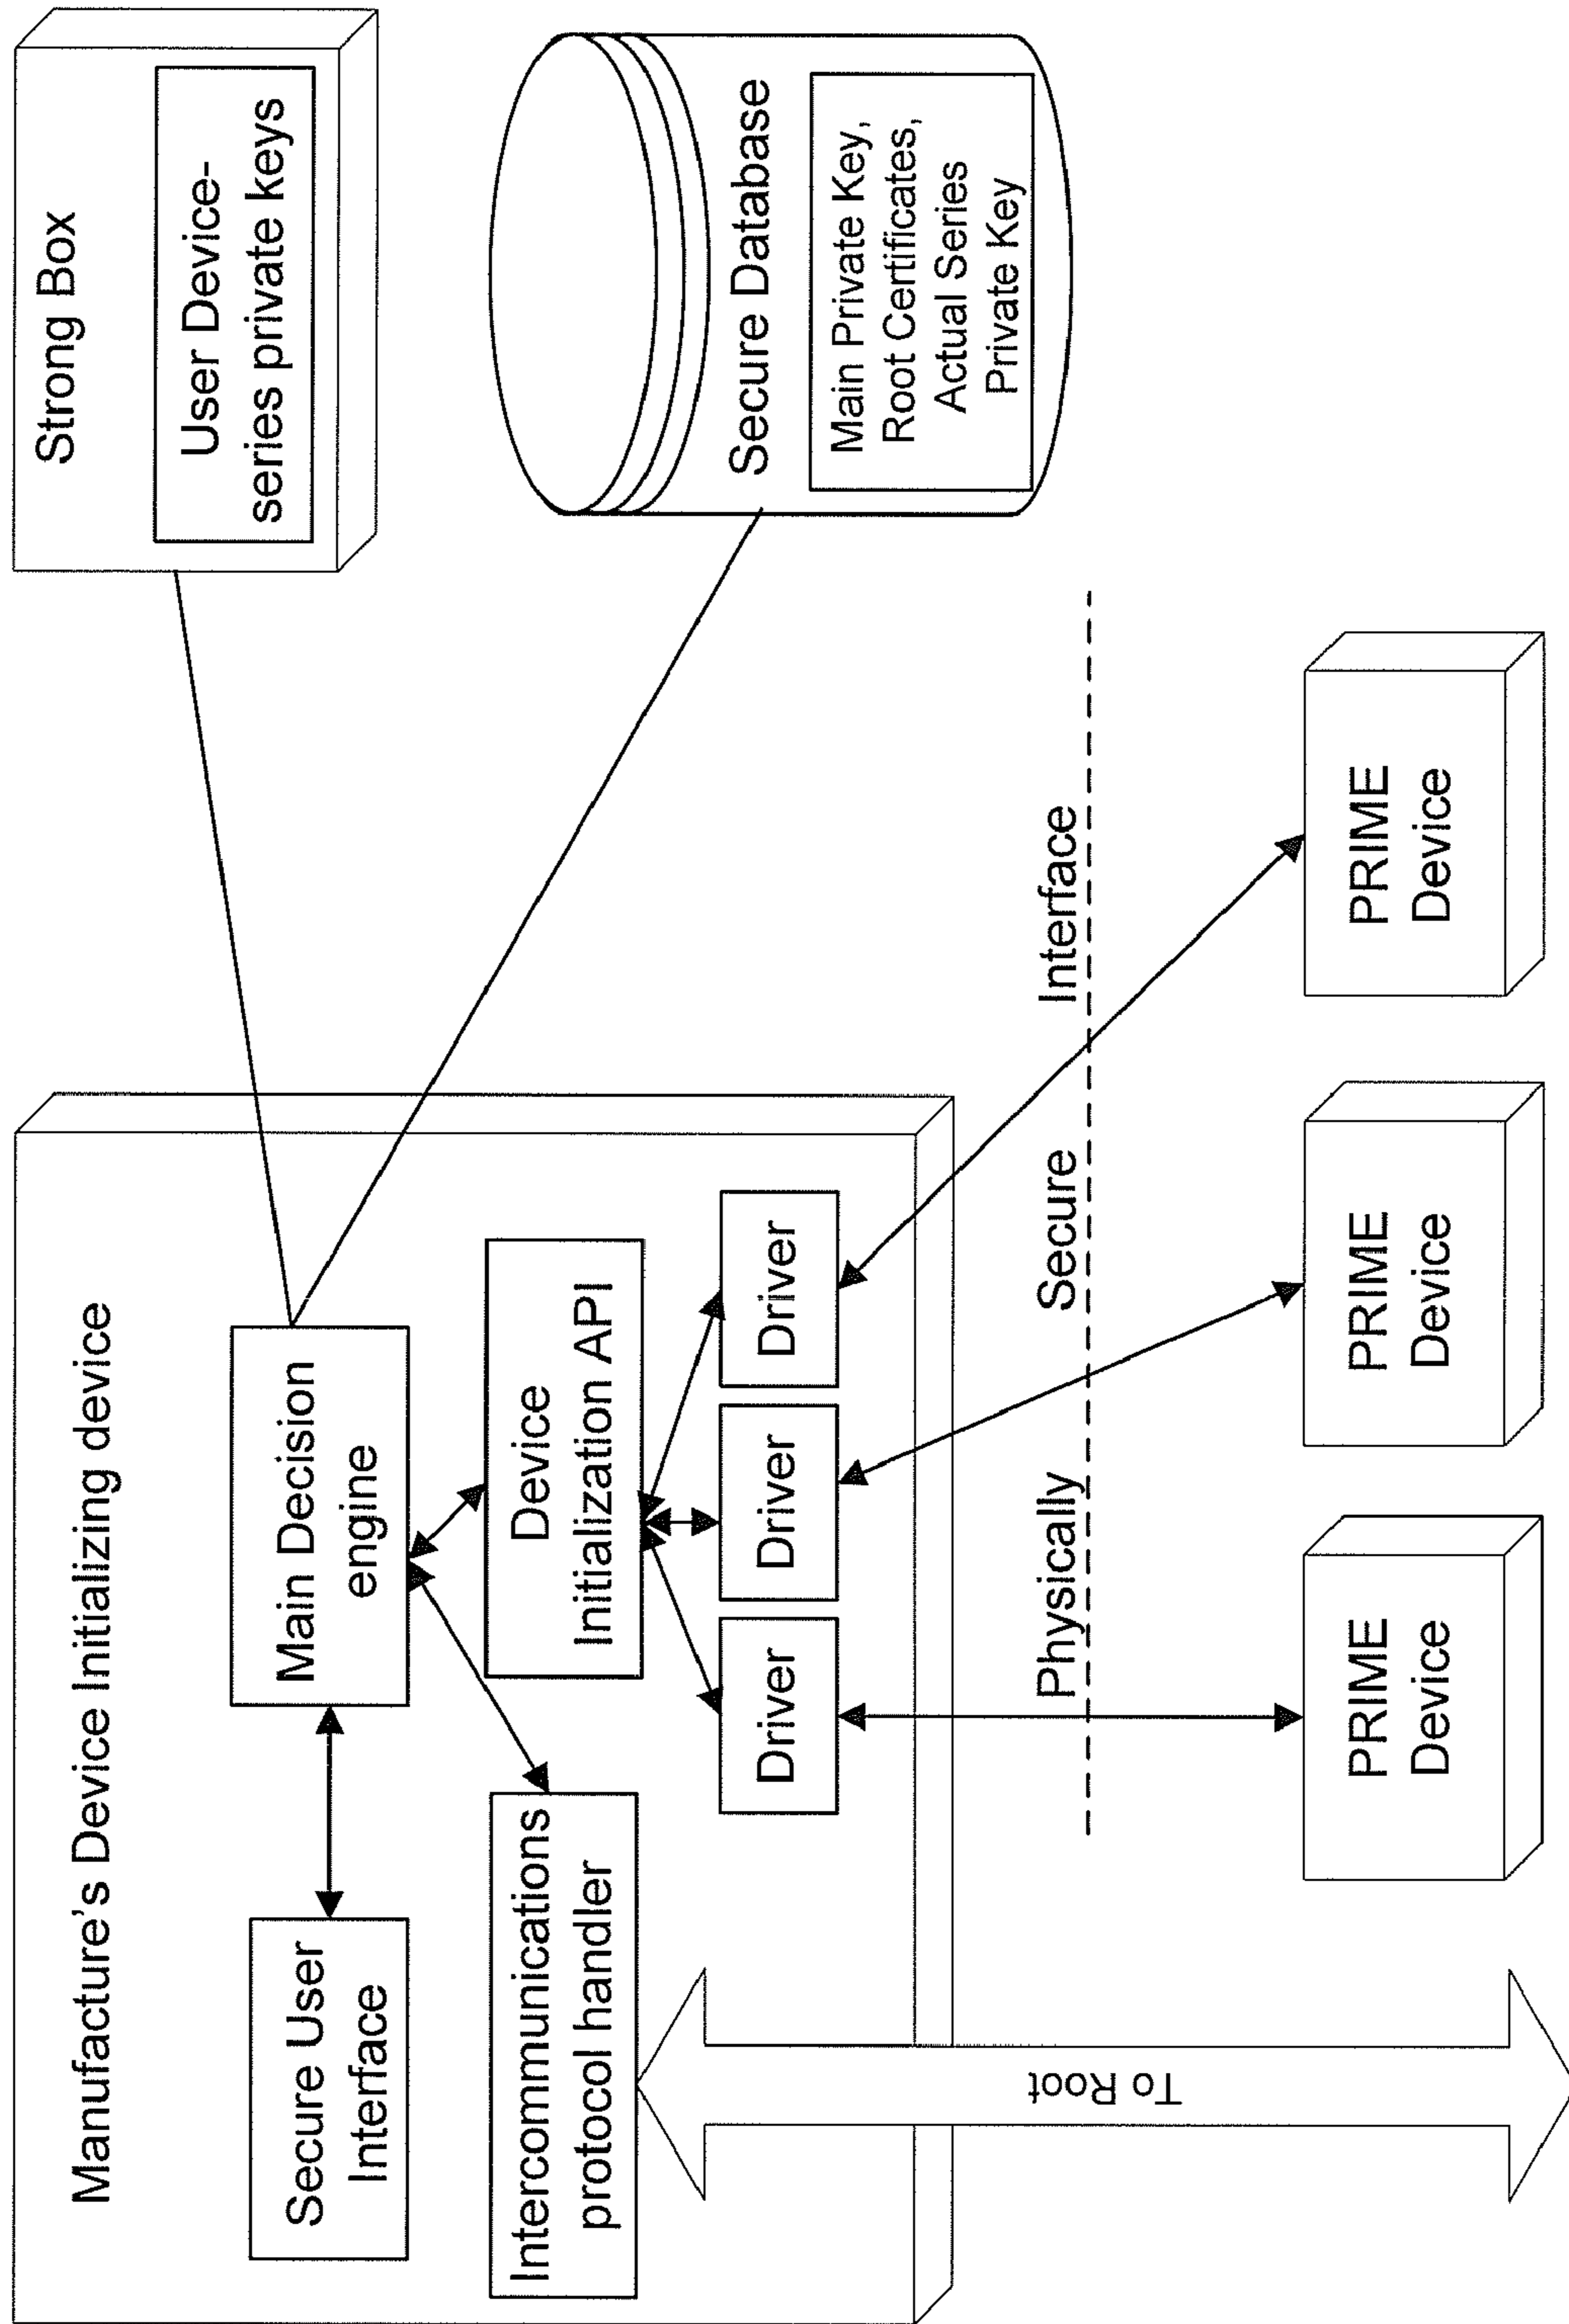 Manufacture's Device Initializing device
Secure User
Interface
Main Decision
engine
Intercommunications
protocol handler
Device
Initialization API
Driver
Driver
Driver
To Root
Physically Secure Interface
PRIME
Device
PRIME
Device
PRIME
Device
Strong Box
User Device-
series private keys
Secure Database
Main Private Key,
Root Certificates,
Actual Series
Private Key